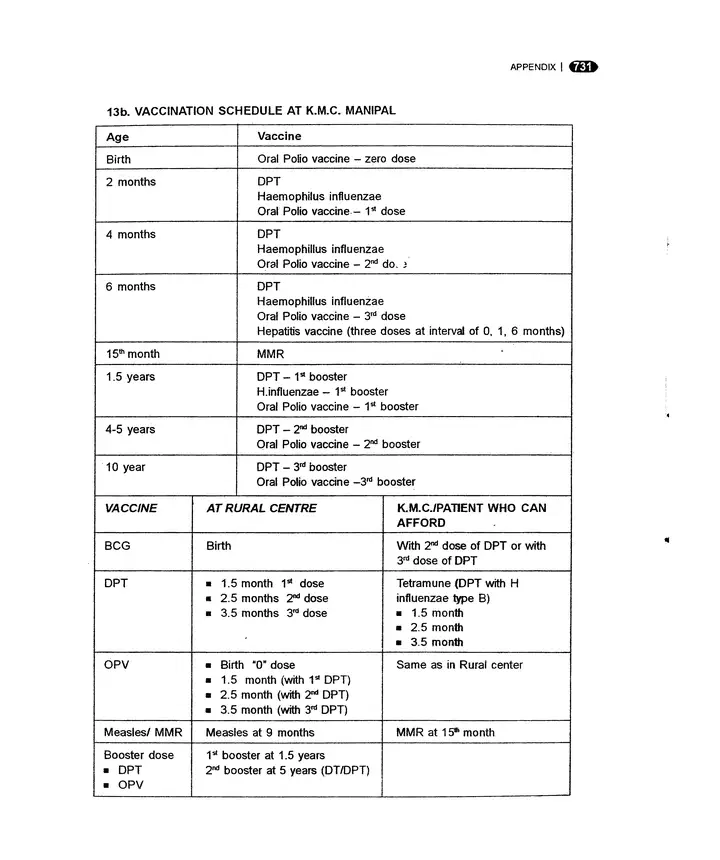 APPENDIX | 731
13b. VACCINATION SCHEDULE AT K.M.C. MANIPAL
Age Vaccine
Birth Oral Polio vaccine – zero dose
2 months DPT
Haemophilus influenzae
Oral Polio vaccine – 1st dose
4 months DPT
Haemophillus influenzae
Oral Polio vaccine – 2nd
6 months DPT
Haemophillus influenzae
Oral Polio vaccine – 3rd dose
Hepatitis vaccine (three doses at interval of 0, 1, 6 months)
15th month MMR
1.5 years DPT – 1st booster
H.influenzae – 1st booster
Oral Polio vaccine – 1st booster
4-5 years DPT – 2nd booster
Oral Polio vaccine – 2nd booster
10 year DPT – 3rd booster
Oral Polio vaccine –3rd booster
VACCINE AT RURAL CENTRE K.M.C./PATIENT WHO CAN
AFFORD
BCG Birth With 2nd dose of DPT or with
3rd dose of DPT
DPT ▪ 1.5 month 1st dose Tetramune (DPT with H
▪ 2.5 months 2nd dose influenzae type B)
▪ 3.5 months 3rd dose ▪ 1.5 month
▪ 2.5 month
▪ 3.5 month
OPV ▪ Birth "0" dose Same as in Rural center
▪ 1.5 month (with 1st DPT)
▪ 2.5 month (with 2nd DPT)
▪ 3.5 month (with 3rd DPT)
Measles/ MMR Measles at 9 months MMR at 15th month
Booster dose 1st booster at 1.5 years
▪ DPT 2nd booster at 5 years (DT/DPT)
▪ OPV